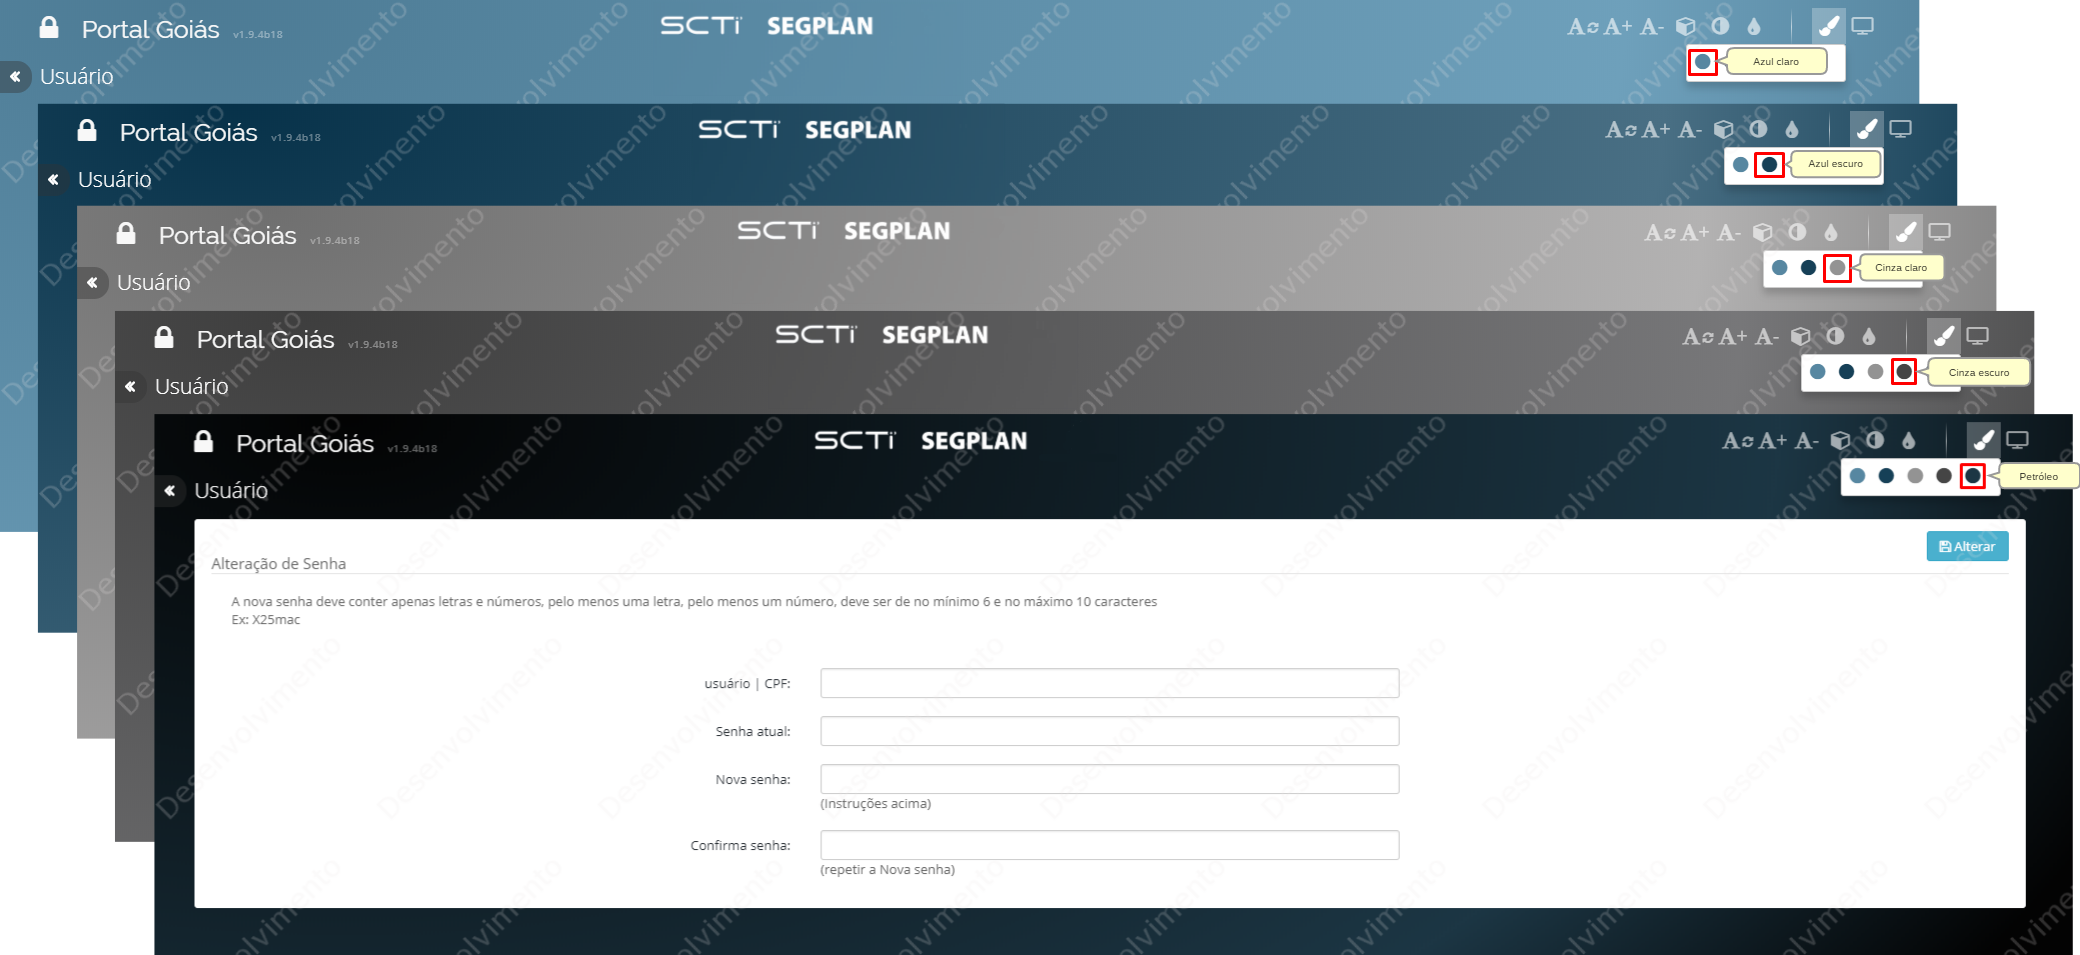 Portal Goiás v1.9.4b18 SCTi SEGPLAN A A+ A-
Azul claro
Usuário
Portal Goiás v1.9.4b18 SCTi SEGPLAN A A+ A-
Azul escuro
Usuário
Portal Goiás v1.9.4b18 SCTi SEGPLAN A A+ A-
Cinza claro
Usuário
Portal Goiás v1.9.4b18 SCTi SEGPLAN A A+ A-
Cinza escuro
Usuário
Portal Goiás v1.9.4b18 SCTi SEGPLAN A A+ A-
Petróleo
Usuário
Alterar
Alteração de Senha
A nova senha deve conter apenas letras e números, pelo menos uma letra, pelo menos um número, deve ser de no mínimo 6 e no máximo 10 caracteres
Ex: X25mac
usuário | CPF:
Senha atual:
Nova senha:
(Instruções acima)
Confirma senha:
(repetir a Nova senha)
Desenvolvimento